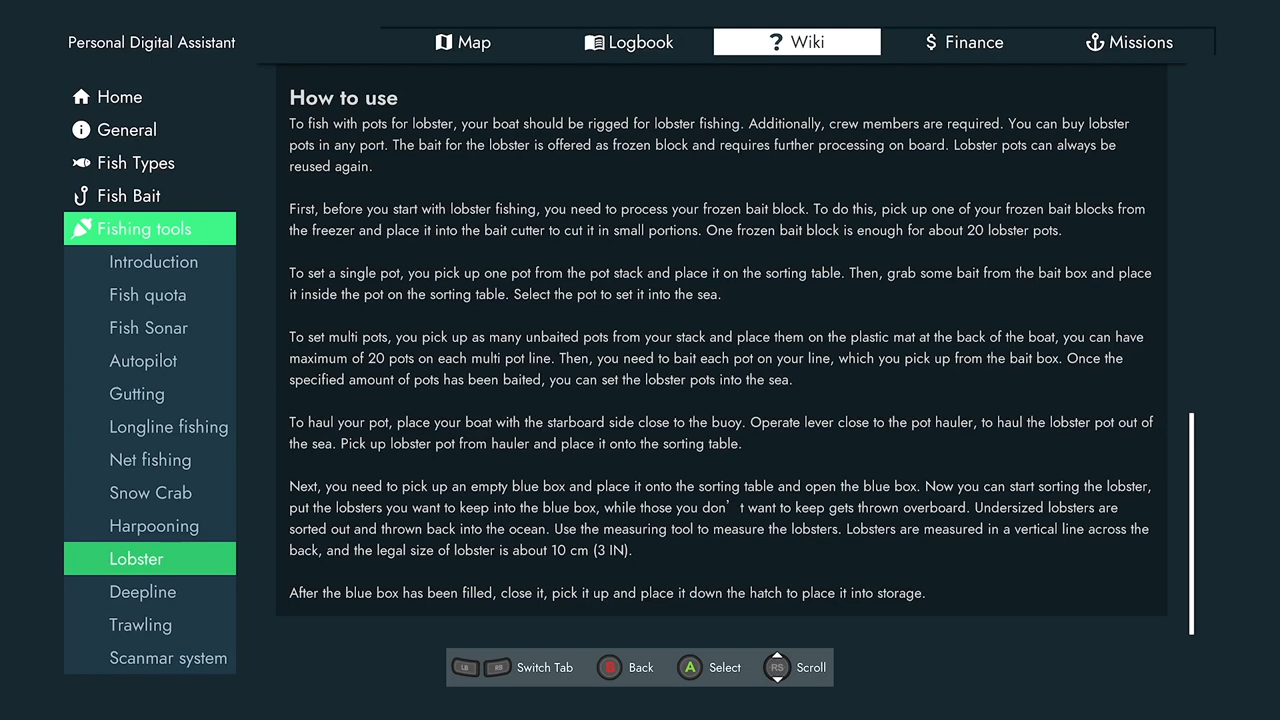 Personal Digital Assistant
Map
Logbook
? Wiki
$ Finance
Missions
Home
General
Fish Types
Fish Bait
Fishing tools
Introduction
Fish quota
Fish Sonar
Autopilot
Gutting
Longline fishing
Net fishing
Snow Crab
Harpooning
Lobster
Deepline
Trawling
Scanmar system
How to use
To fish with pots for lobster, your boat should be rigged for lobster fishing. Additionally, crew members are required. You can buy lobster
pots in any port. The bait for the lobster is offered as frozen block and requires further processing on board. Lobster pots can always be
reused again.
First, before you start with lobster fishing, you need to process your frozen bait block. To do this, pick up one of your frozen bait blocks from
the freezer and place it into the bait cutter to cut it in small portions. One frozen bait block is enough for about 20 lobster pots.
To set a single pot, you pick up one pot from the pot stack and place it on the sorting table. Then, grab some bait from the bait box and place
it inside the pot on the sorting table. Select the pot to set it into the sea.
To set multi pots, you pick up as many unbaited pots from your stack and place them on the plastic mat at the back of the boat, you can have
maximum of 20 pots on each multi pot line. Then, you need to bait each pot on your line, which you pick up from the bait box. Once the
specified amount of pots has been baited, you can set the lobster pots into the sea.
To haul your pot, place your boat with the starboard side close to the buoy. Operate lever close to the pot hauler, to haul the lobster pot out of
the sea. Pick up lobster pot from hauler and place it onto the sorting table.
Next, you need to pick up an empty blue box and place it onto the sorting table and open the blue box. Now you can start sorting the lobster,
put the lobsters you want to keep into the blue box, while those you don’t want to keep gets thrown overboard. Undersized lobsters are
sorted out and thrown back into the ocean. Use the measuring tool to measure the lobsters. Lobsters are measured in a vertical line across the
back, and the legal size of lobster is about 10 cm (3 IN).
After the blue box has been filled, close it, pick it up and place it down the hatch to place it into storage.
LB RB Switch Tab
B Back
A Select
RS Scroll